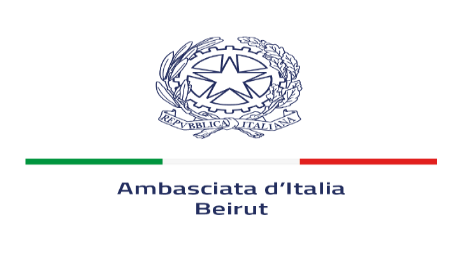 REPVBBLICA ITALIANA
Ambasciata d'Italia
Beirut